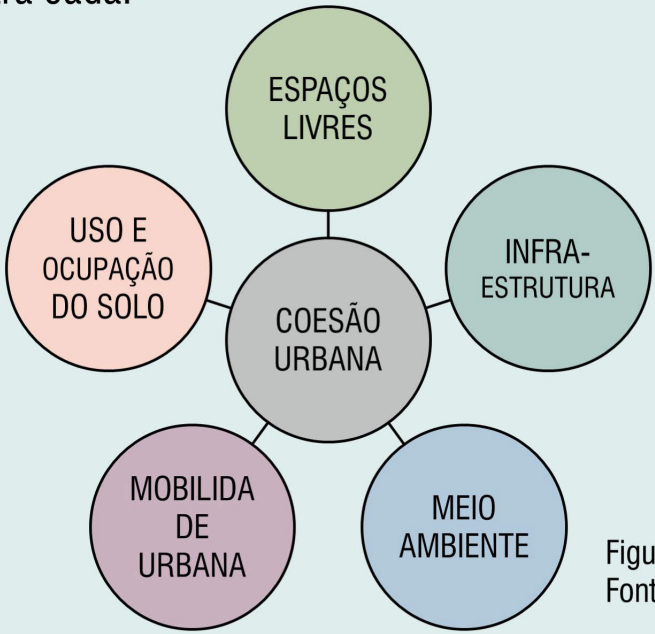 ESPAÇOS
LIVRES
USO E
OCUPAÇÃO
DO SOLO
INFRA-
ESTRUTURA
COESÃO
URBANA
MOBILIDA
DE
URBANA
MEIO
AMBIENTE